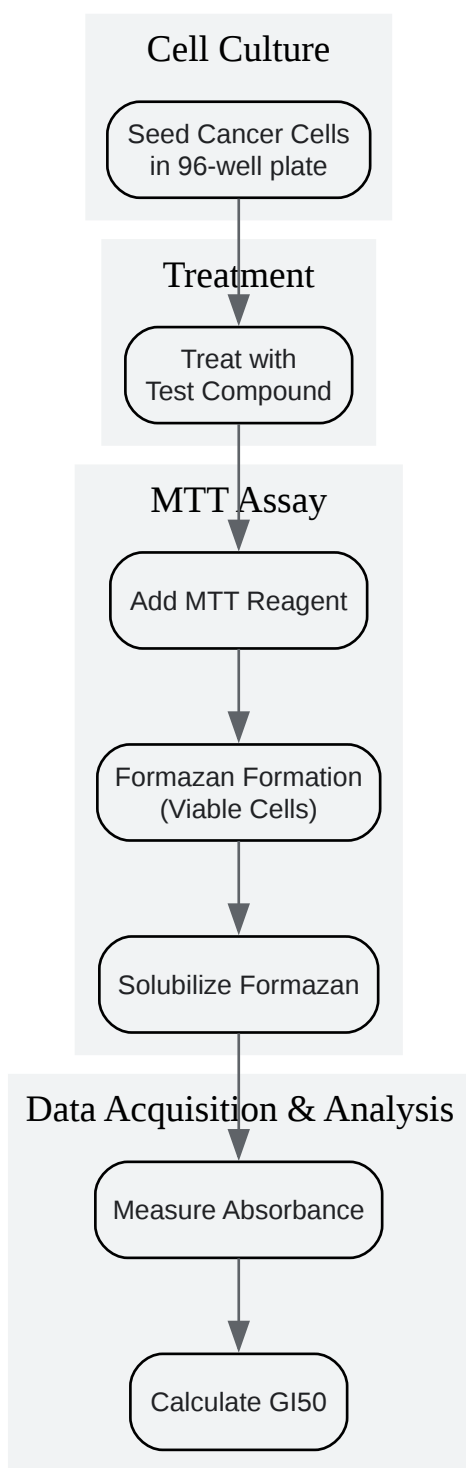 Cell Culture
Seed Cancer Cells
in 96-well plate
Treatment
Treat with
Test Compound
MTT Assay
Add MTT Reagent
Formazan Formation
(Viable Cells)
Solubilize Formazan
Data Acquisition & Analysis
Measure Absorbance
Calculate GI50